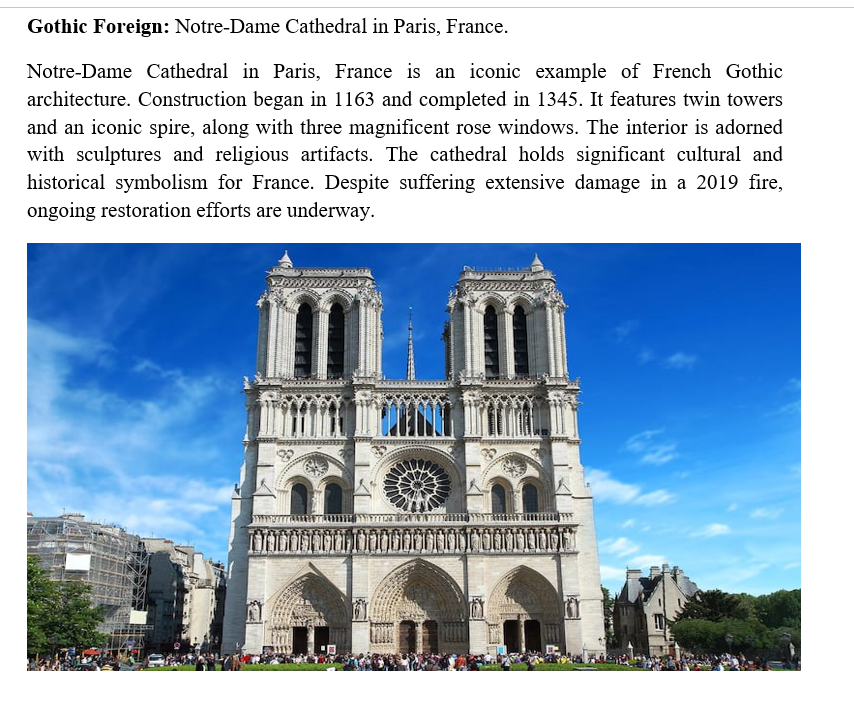 Gothic Foreign: Notre-Dame Cathedral in Paris, France.
Notre-Dame Cathedral in Paris, France is an iconic example of French Gothic
architecture. Construction began in 1163 and completed in 1345. It features twin towers
and an iconic spire, along with three magnificent rose windows. The interior is adorned
with sculptures and religious artifacts. The cathedral holds significant cultural and
historical symbolism for France. Despite suffering extensive damage in a 2019 fire,
ongoing restoration efforts are underway.